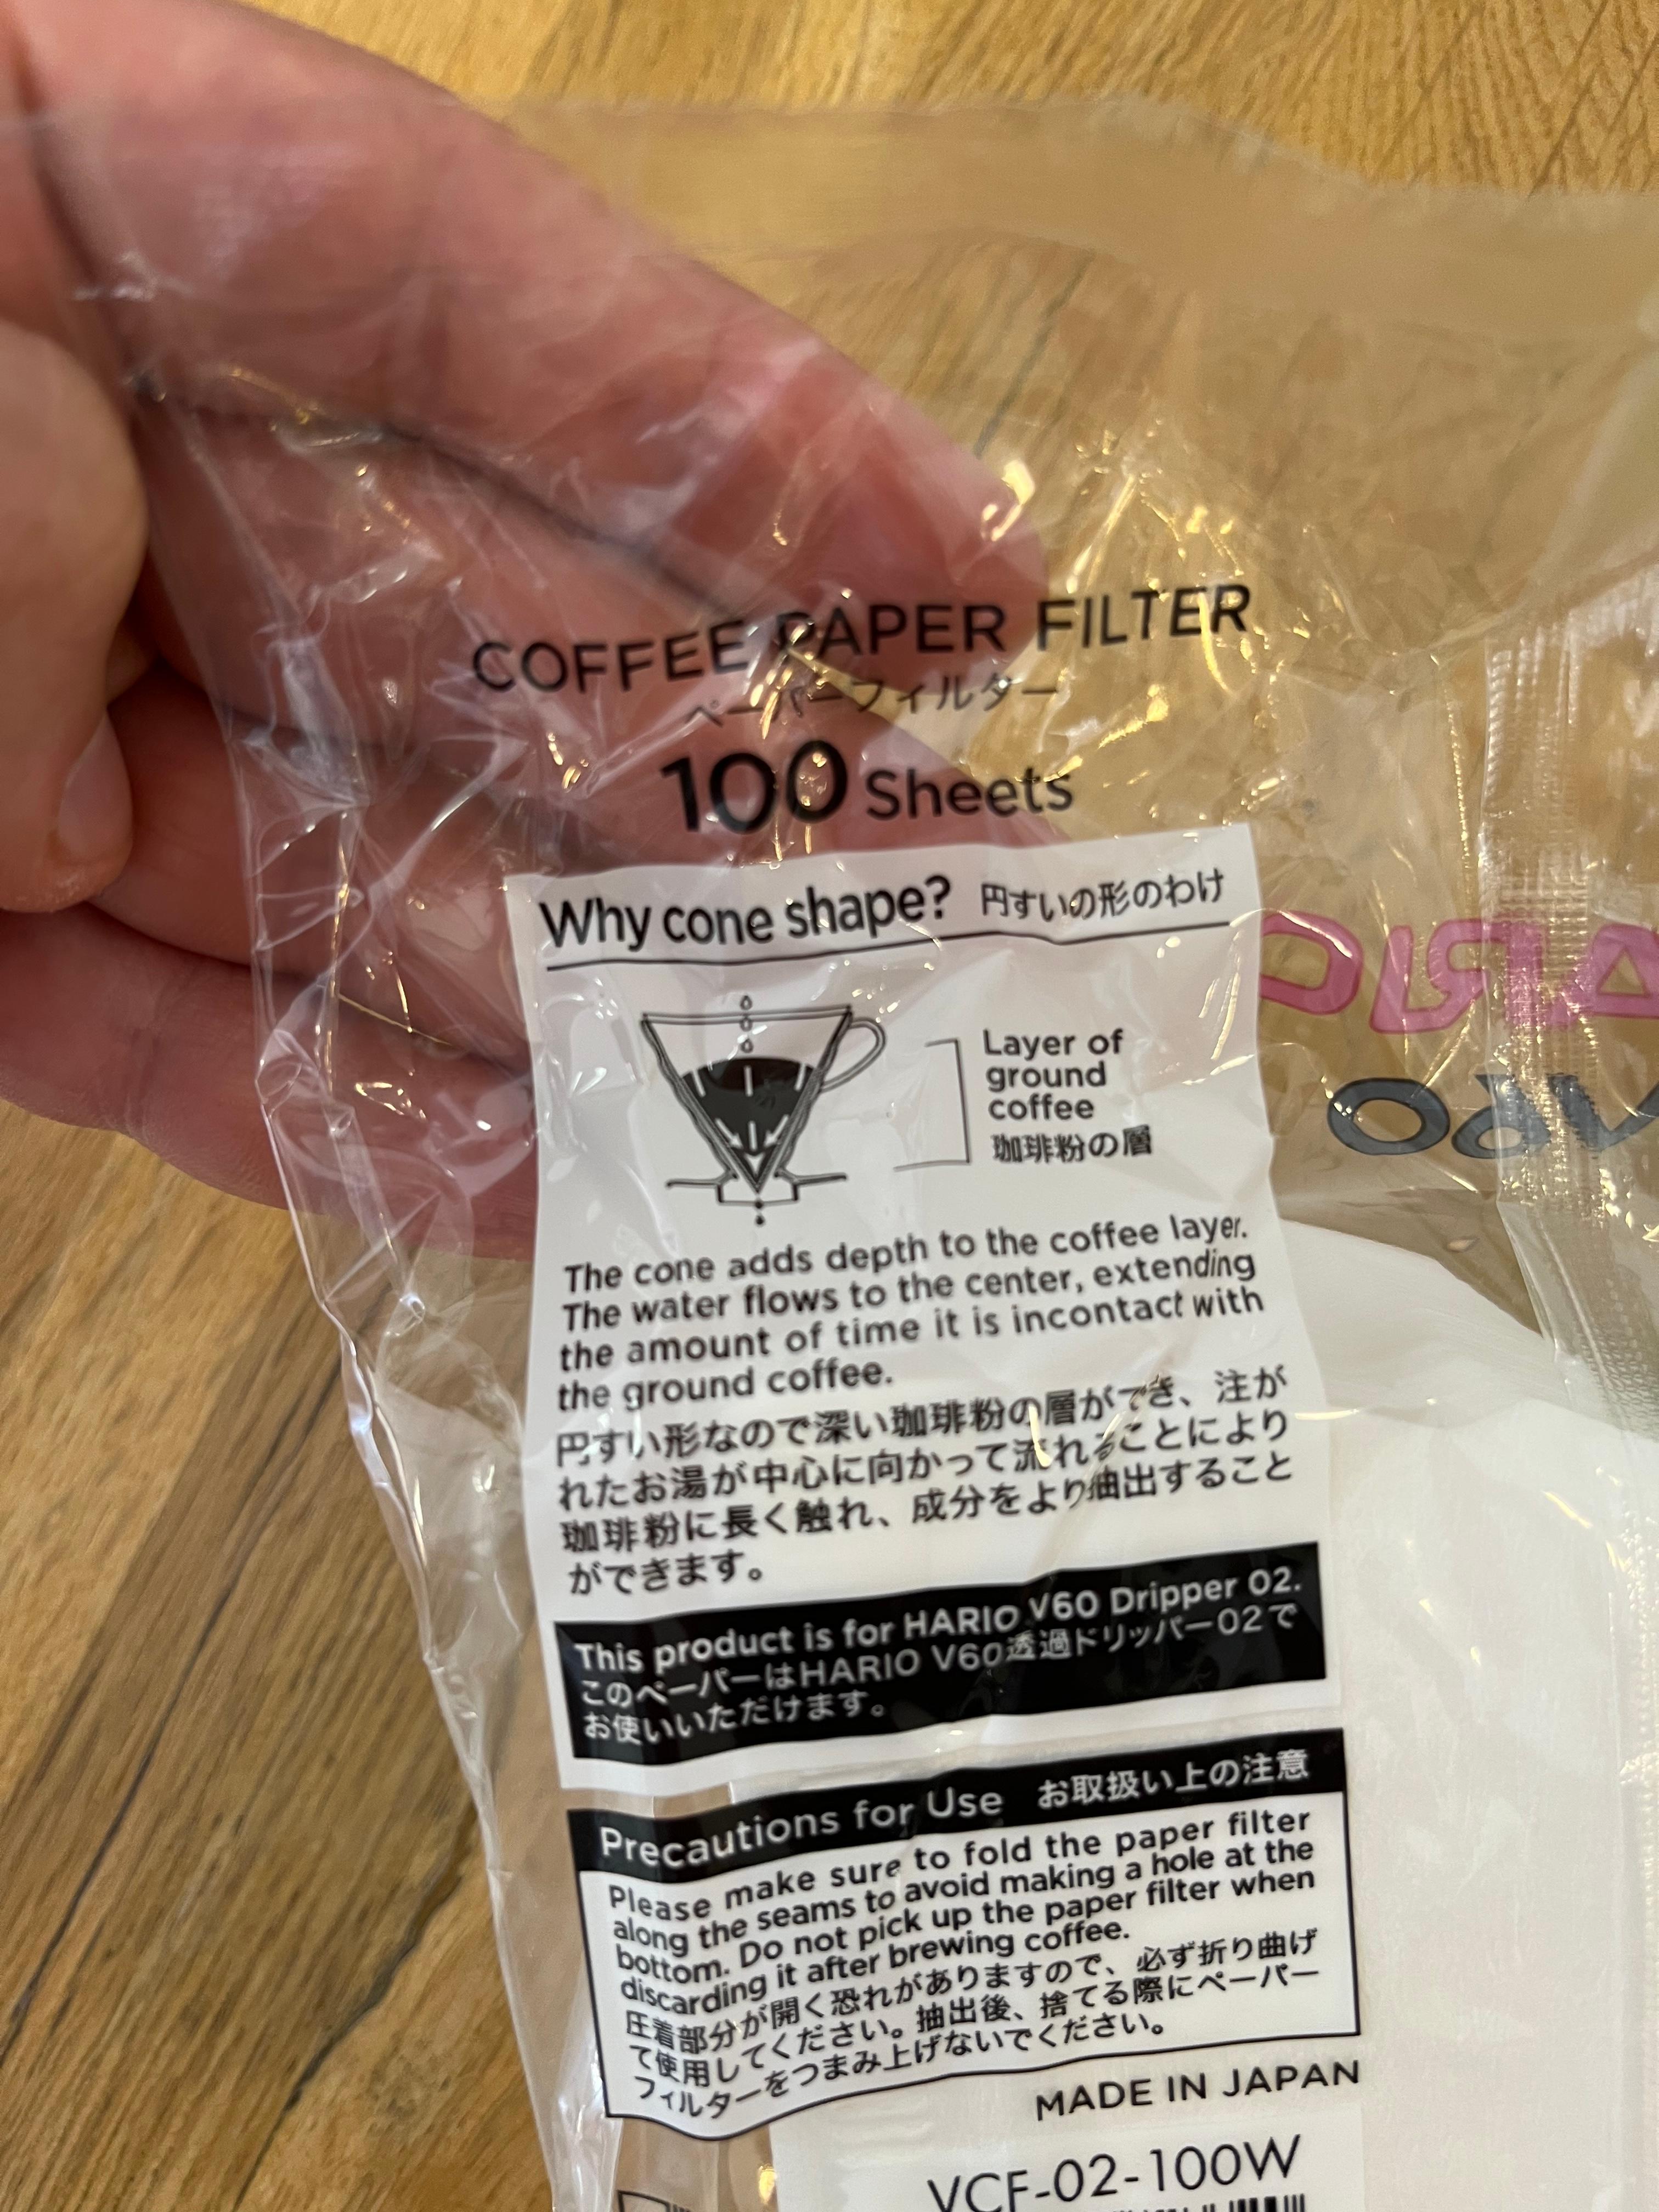 COFFEE PAPER FILTER
ペーパーフィルター
100 Sheets
Why cone shape? 円すいの形のわけ
Layer of
ground
coffee
珈琲粉の層
The cone adds depth to the coffee layer.
The water flows to the center, extending
the amount of time it is incontact with
the ground coffee.
円すい形なので深い珈琲粉の層ができ、注が
れたお湯が中心に向かって流れることにより
珈琲粉に長く触れ、成分をより抽出すること
ができます。
This product is for HARIO V60 Dripper 02.
このペーパーはHARIO V60透過ドリッパー02で
お使いいただけます。
Precautions for Use お取扱い上の注意
Please make sure to fold the paper filter
along the seams to avoid making a hole at the
bottom. Do not pick up the paper filter when
discarding it after brewing coffee.
圧着部分が開く恐れがありますので、必ず折り曲げ
て使用してください。抽出後、捨てる際にペーパー
フィルターをつまみ上げないでください。
MADE IN JAPAN
VCF-02-100W
ARIO
V60